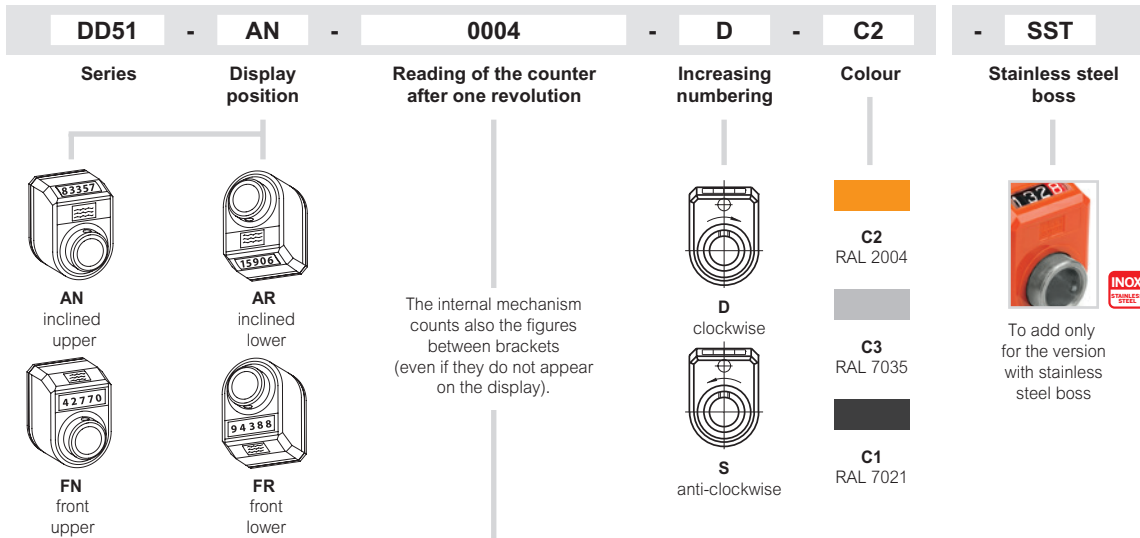 DD51 - AN - 0004 - D - C2 - SST
Series
Display
position
Reading of the counter
after one revolution
Increasing
numbering
Colour
Stainless steel
boss
83357
AN
inclined
upper
15906
AR
inclined
lower
42770
FN
front
upper
94388
FR
front
lower
The internal mechanism
counts also the figures
between brackets
(even if they do not appear
on the display).
D
clockwise
S
anti-clockwise
C2
RAL 2004
C3
RAL 7035
C1
RAL 7021
INOX
STAINLESS
STEEL
To add only
for the version
with stainless
steel boss